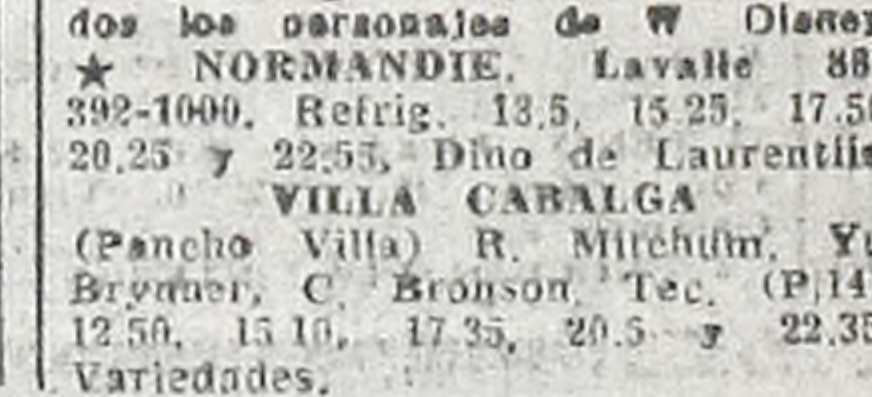 dos los personajes de W Disney
★ NORMANDIE. Lavalle 88
392-1000. Refrig. 13.5, 15.25, 17.50
20.25 y 22.55, Dino de Laurentiis
VILLA CABALGA
(Pancho Villa) R. Mitchum, Yu
Brynner, C. Bronson. Tec. (P.14
12.50, 15.10, 17.35, 20.5 y 22.35
Variedades.